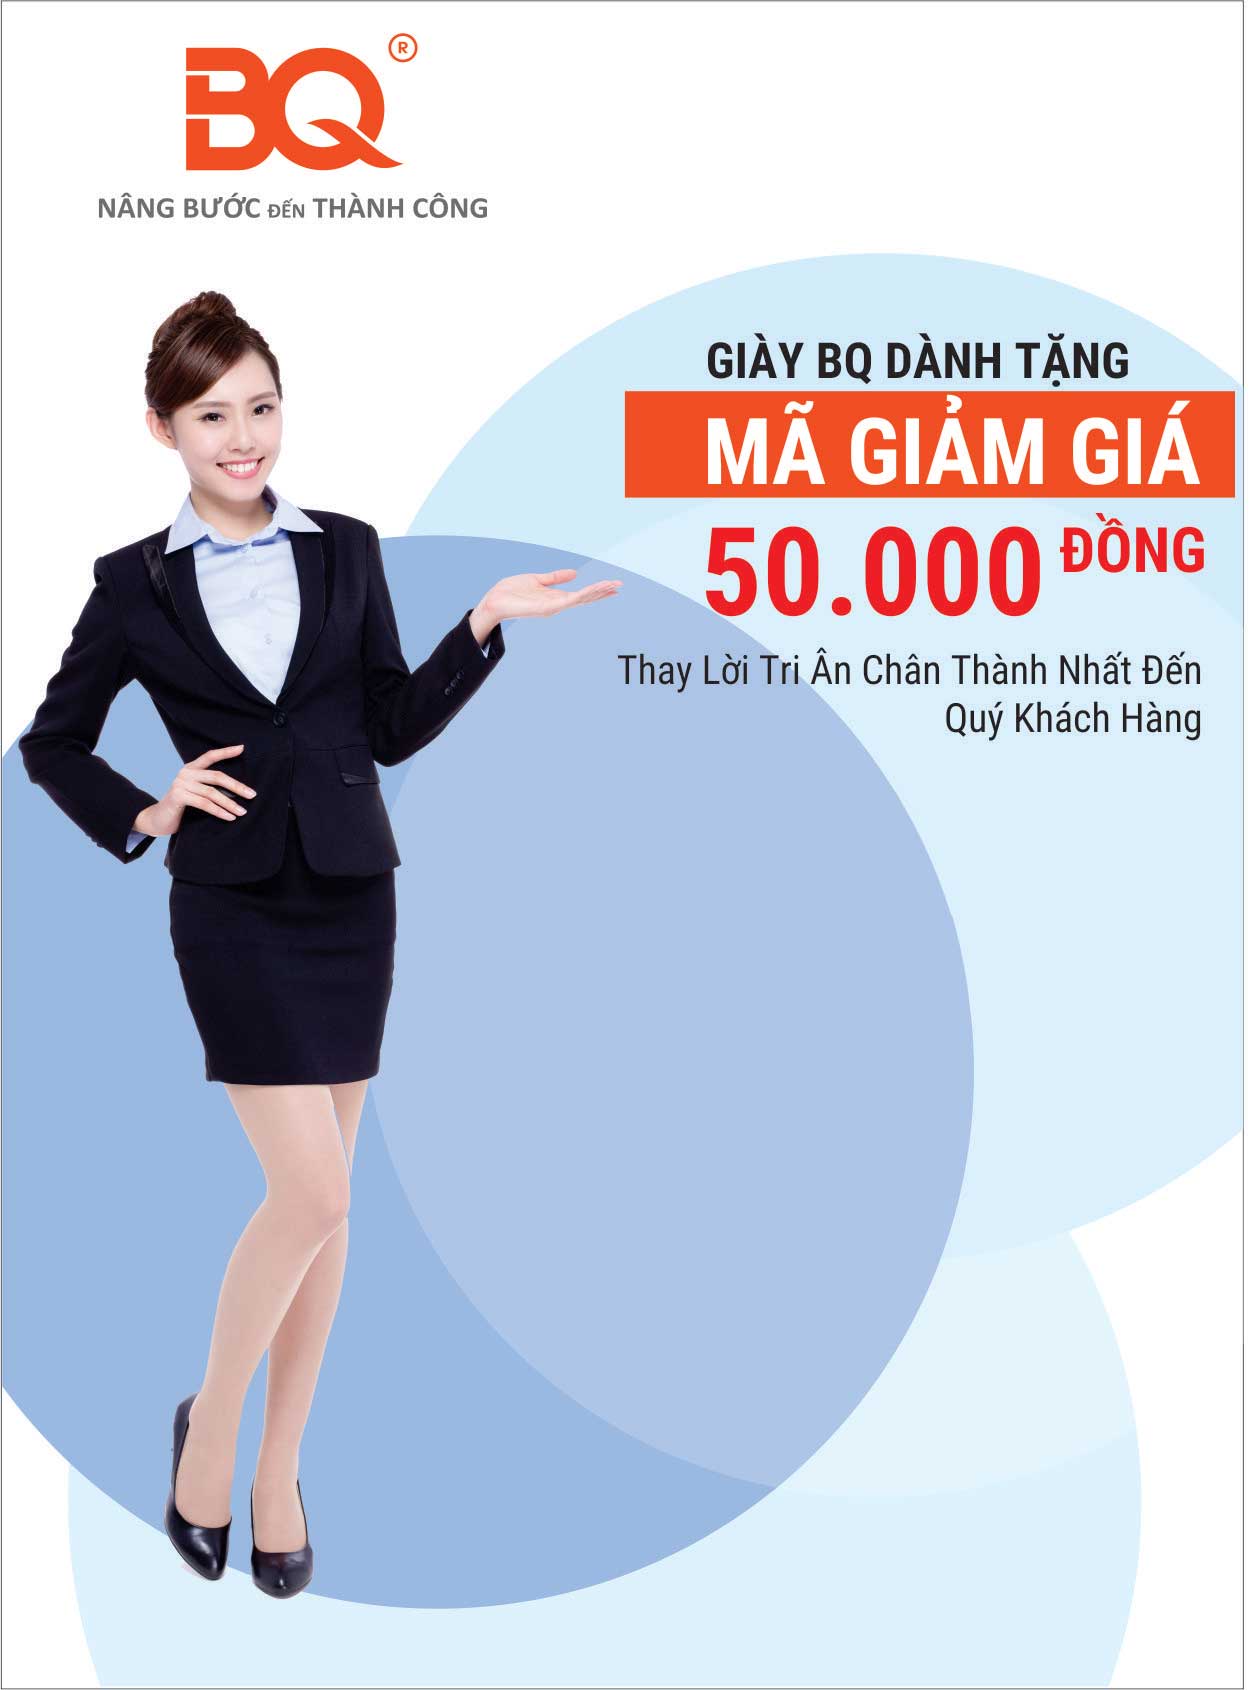 BQ ®
NÂNG BƯỚC ĐẾN THÀNH CÔNG
GIÀY BQ DÀNH TẶNG
MÃ GIẢM GIÁ
50.000 ĐỒNG
Thay Lời Tri Ân Chân Thành Nhất Đến
Quý Khách Hàng